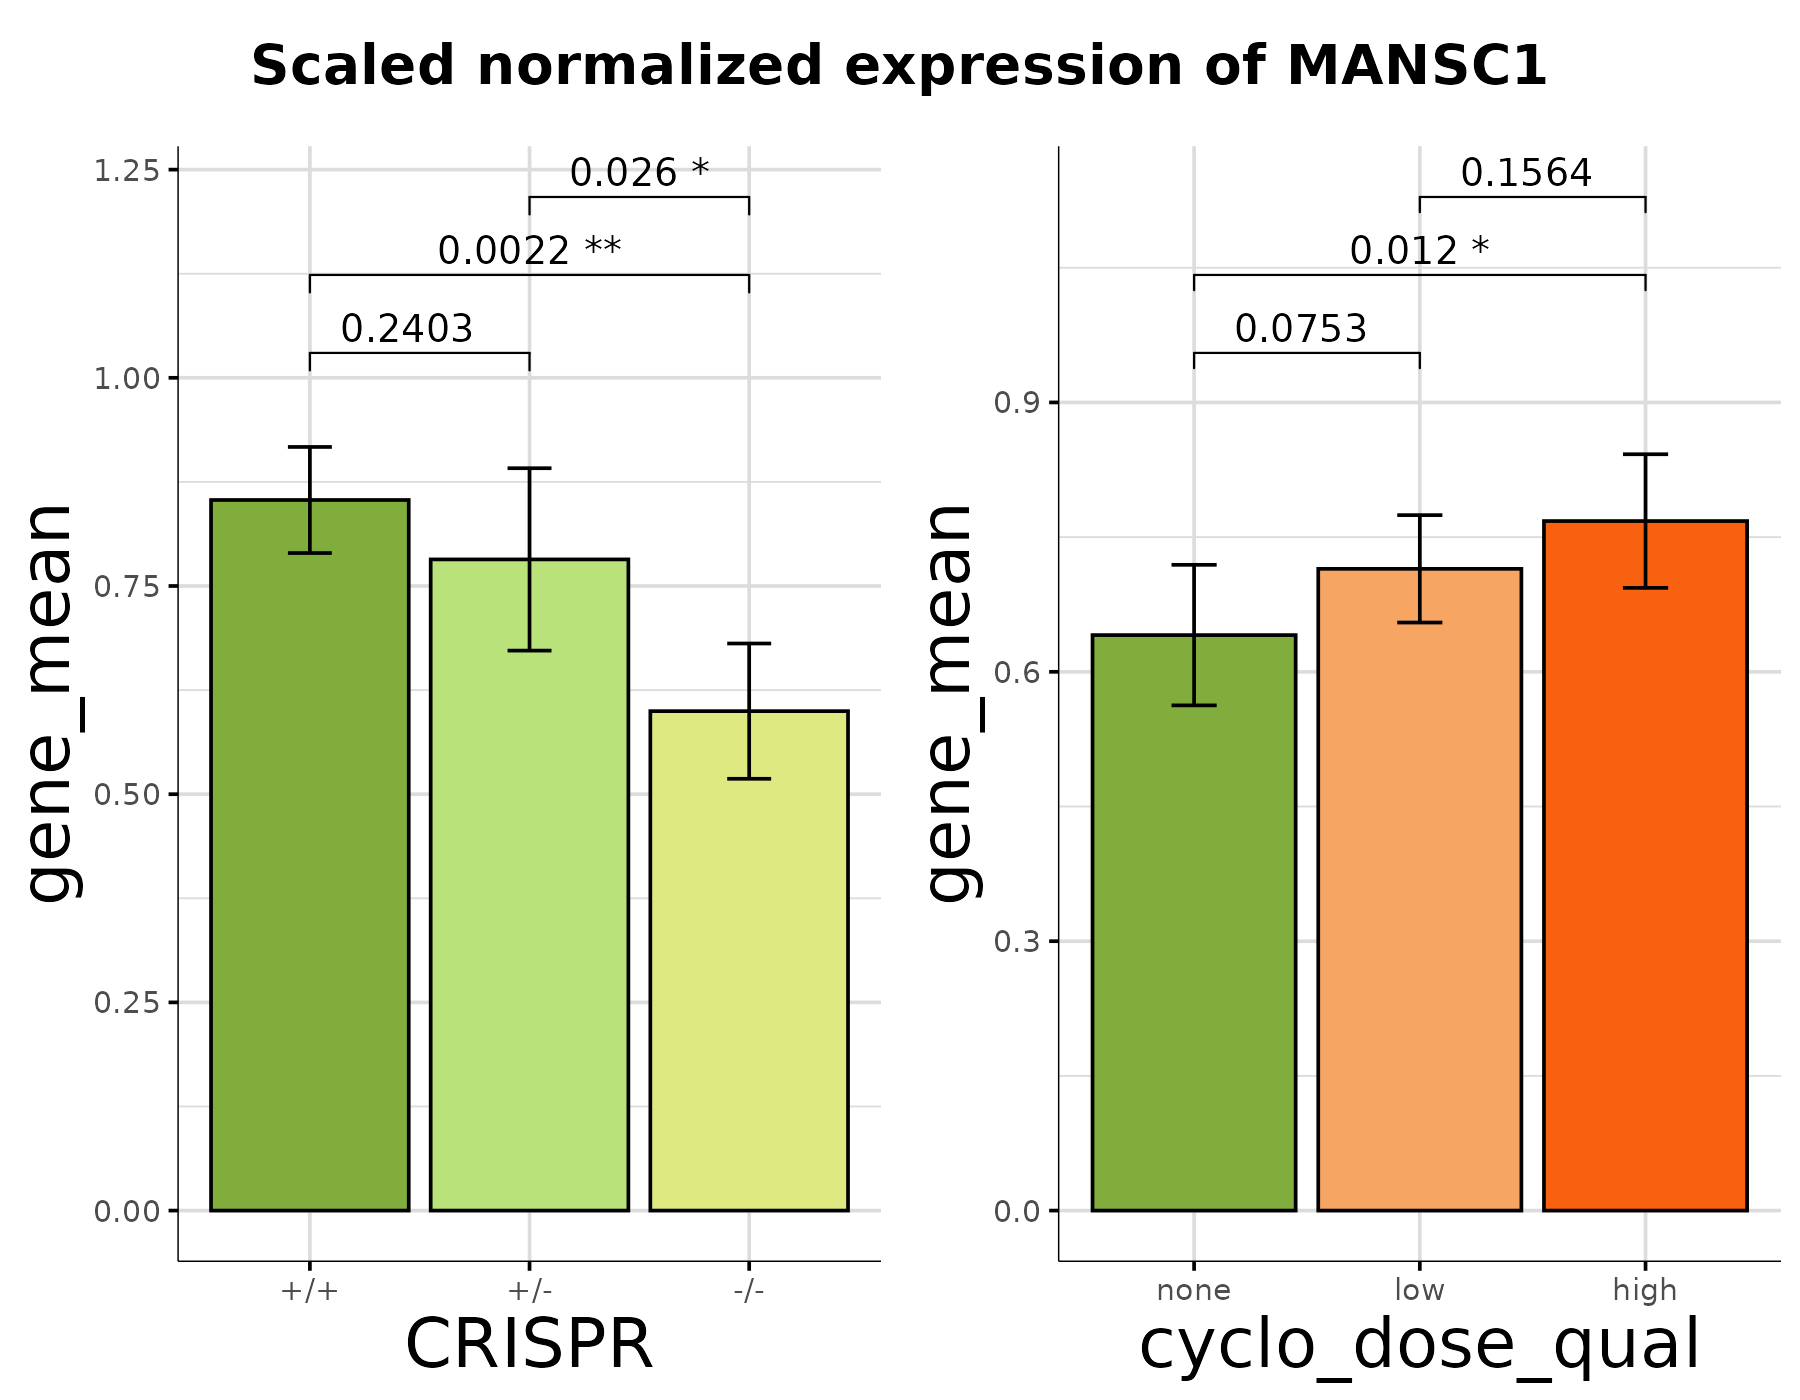 Scaled normalized expression of MANSC1
gene_mean
1.25
1.00
0.75
0.50
0.25
0.00
0.026 *
0.0022 **
0.2403
+/+ +/- -/-
CRISPR
gene_mean
0.9
0.6
0.3
0.0
0.1564
0.012 *
0.0753
none low high
cyclo_dose_qual